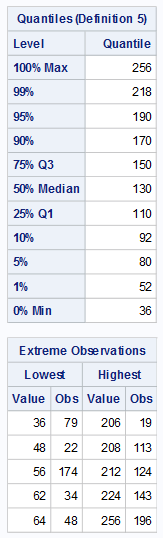 Quantiles (Definition 5)
Level Quantile
100% Max 256
99% 218
95% 190
90% 170
75% Q3 150
50% Median 130
25% Q1 110
10% 92
5% 80
1% 52
0% Min 36
Extreme Observations
Lowest Highest
Value Obs Value Obs
36 79 206 19
48 22 208 113
56 174 212 124
62 34 224 143
64 48 256 196